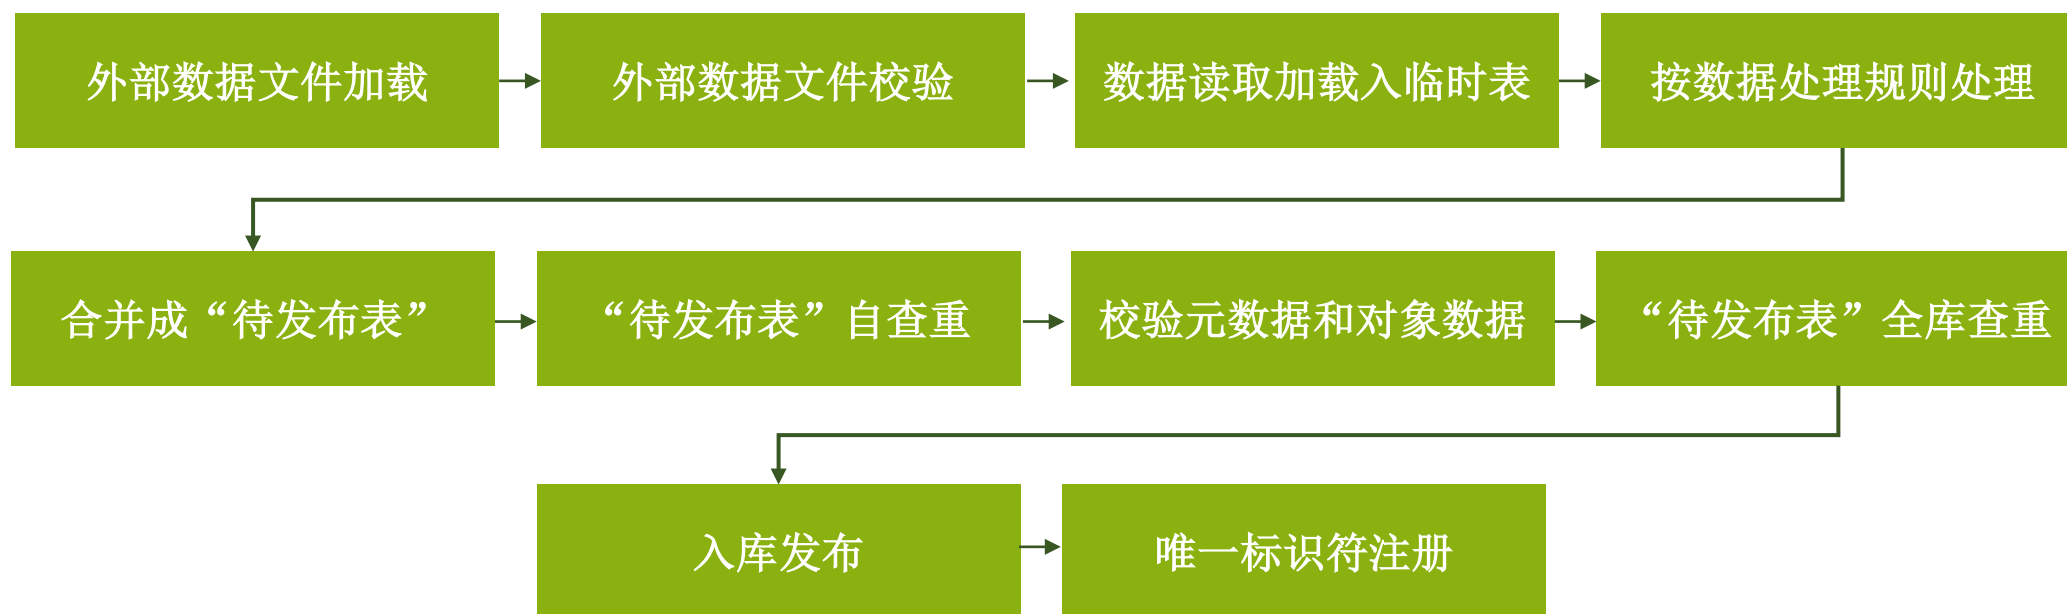 外部数据文件加载
外部数据文件校验
数据读取加载入临时表
按数据处理规则处理
合并成“待发布表”
“待发布表”自查重
校验元数据和对象数据
“待发布表”全库查重
入库发布
唯一标识符注册